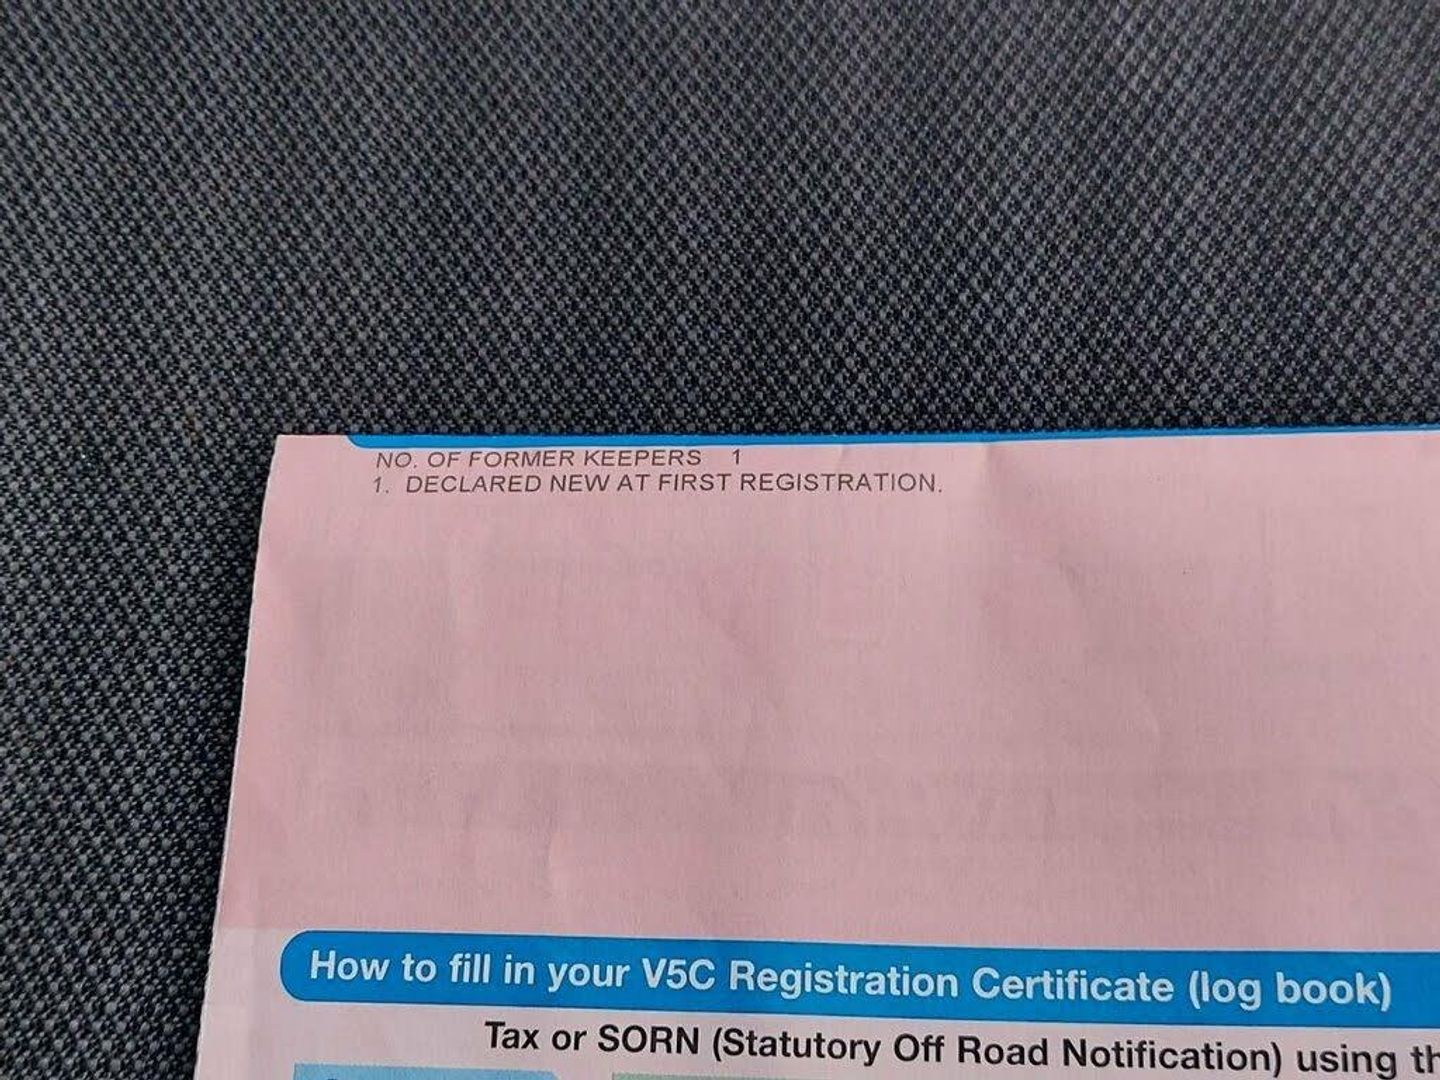 NO. OF FORMER KEEPERS 1
1. DECLARED NEW AT FIRST REGISTRATION.
How to fill in your V5C Registration Certificate (log book)
Tax or SORN (Statutory Off Road Notification) using